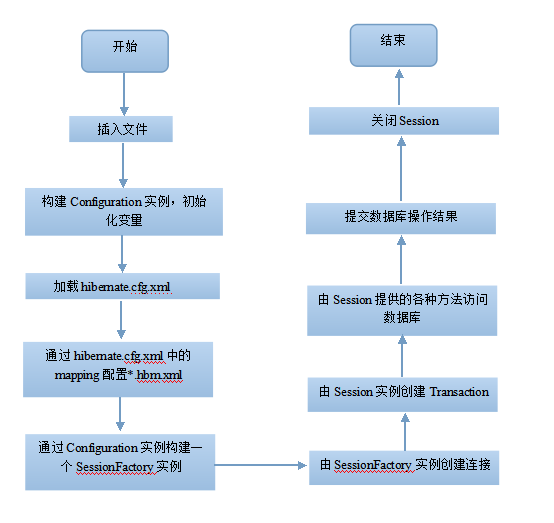 开始
插入文件
构建 Configuration 实例，初始
化变量
加载 hibernate.cfg.xml
通过 hibernate.cfg.xml 中的
mapping 配置*.hbm.xml
通过 Configuration 实例构建一
个 SessionFactory 实例
由 SessionFactory 实例创建连接
由 Session 实例创建 Transaction
由 Session 提供的各种方法访问
数据库
提交数据库操作结果
关闭 Session
结束